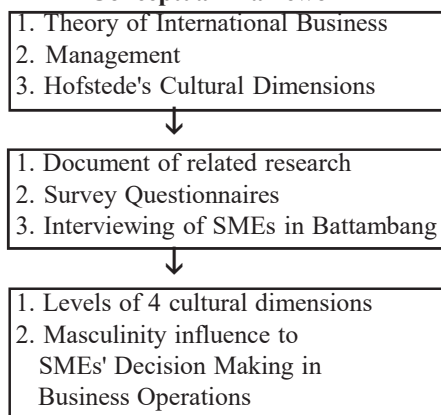 1. Theory of International Business
2. Management
3. Hofstede's Cultural Dimensions
↓
1. Document of related research
2. Survey Questionnaires
3. Interviewing of SMEs in Battambang
↓
1. Levels of 4 cultural dimensions
2. Masculinity influence to
SMEs' Decision Making in
Business Operations